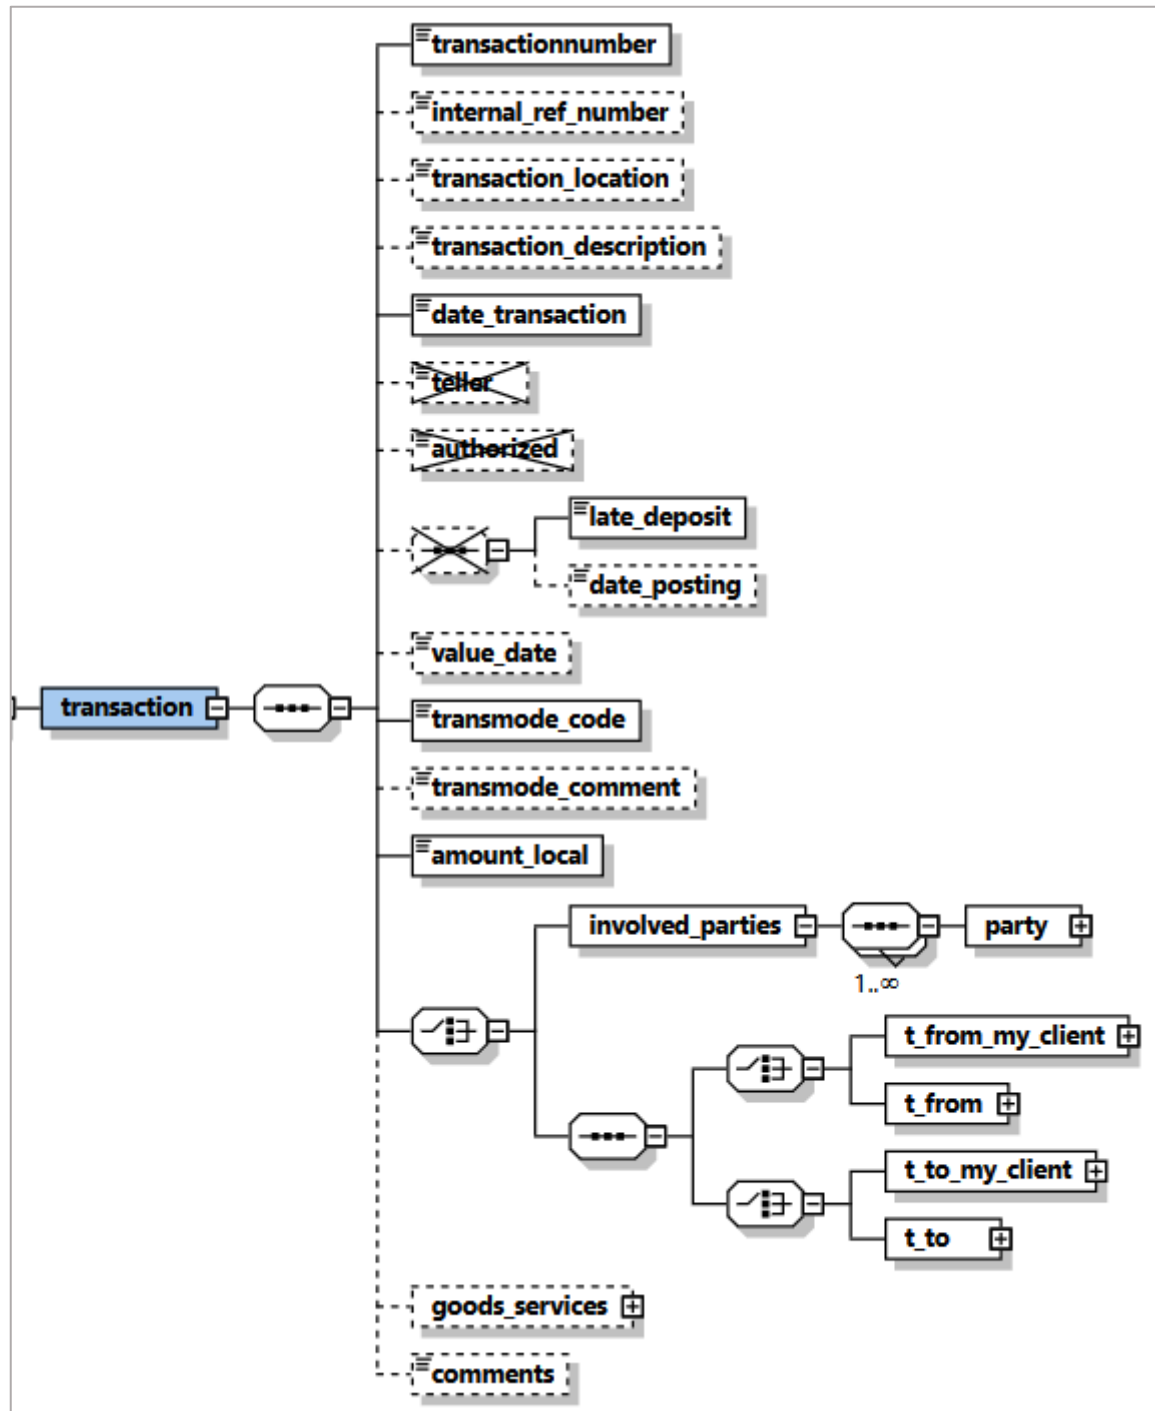 transactionnumber
internal_ref_number
transaction_location
transaction_description
date_transaction
teller
authorized
late_deposit
date_posting
value_date
transaction
transmode_code
transmode_comment
amount_local
involved_parties
party
1..∞
t_from_my_client
t_from
t_to_my_client
t_to
goods_services
comments